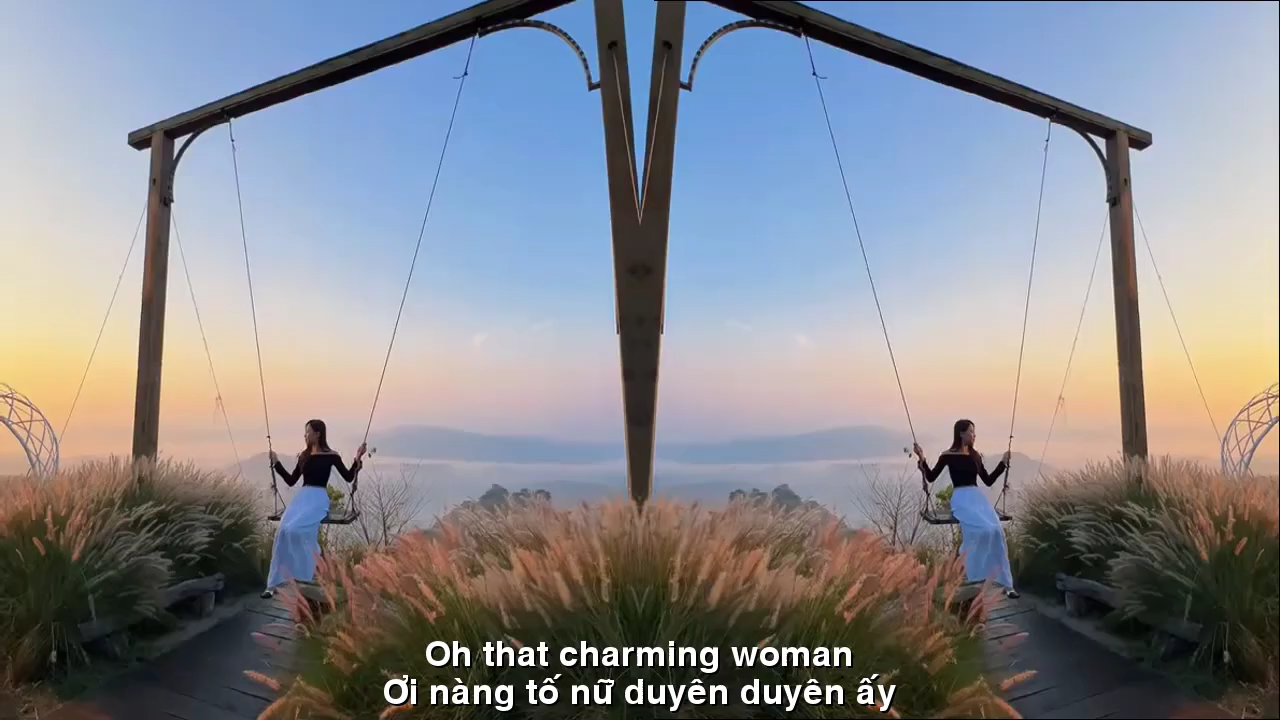 Oh that charming woman
Ơi nàng tố nữ duyên duyên ấy